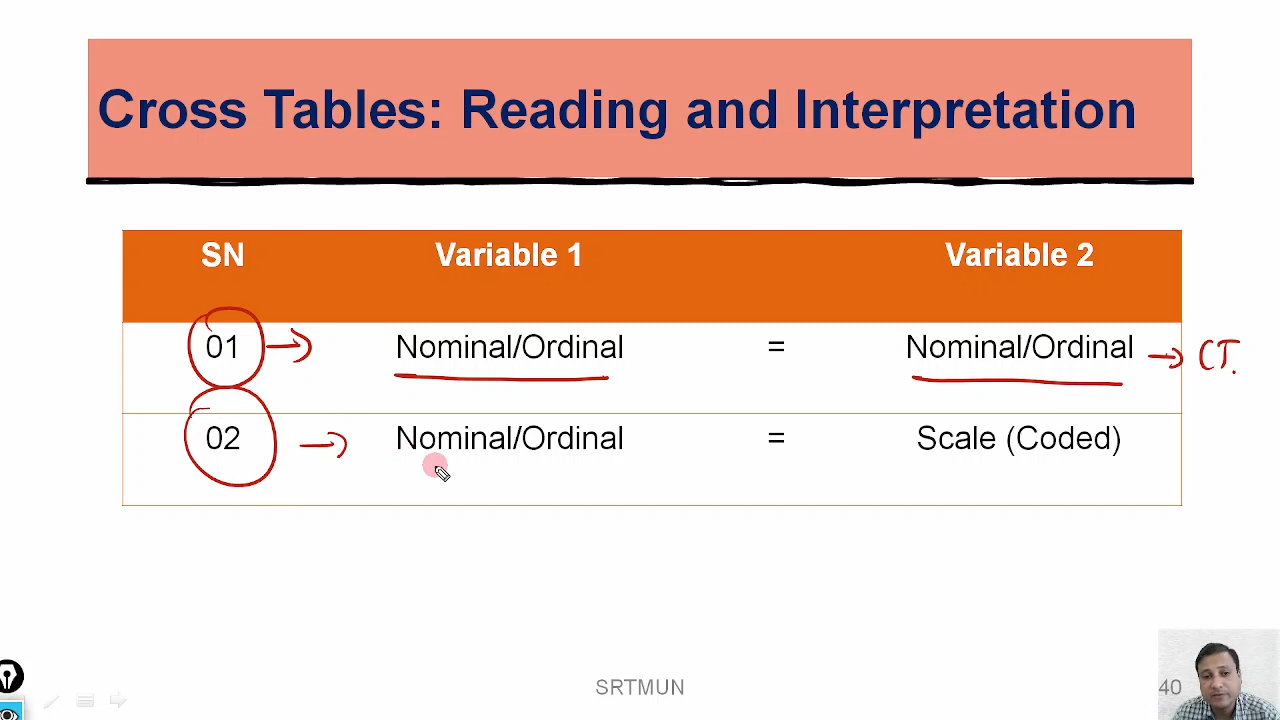 Cross Tables: Reading and Interpretation
SN Variable 1 Variable 2
01 Nominal/Ordinal = Nominal/Ordinal CT.
02 Nominal/Ordinal = Scale (Coded)
SRTMUN 40